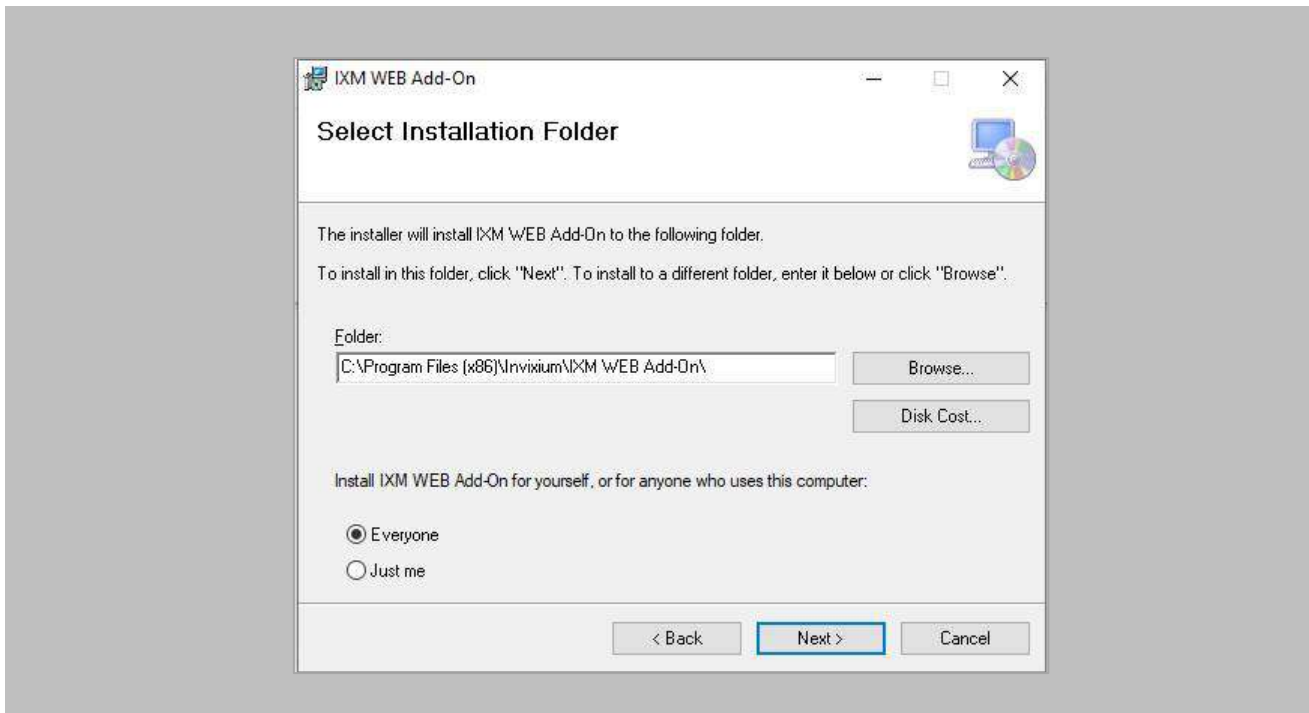 IXM WEB Add-On
Select Installation Folder
The installer will install IXM WEB Add-On to the following folder.
To install in this folder, click "Next". To install to a different folder, enter it below or click "Browse".
Folder:
C:\Program Files (x86)\Invixium\IXM WEB Add-On\
Browse...
Disk Cost...
Install IXM WEB Add-On for yourself, or for anyone who uses this computer:
Everyone
Just me
< Back Next > Cancel